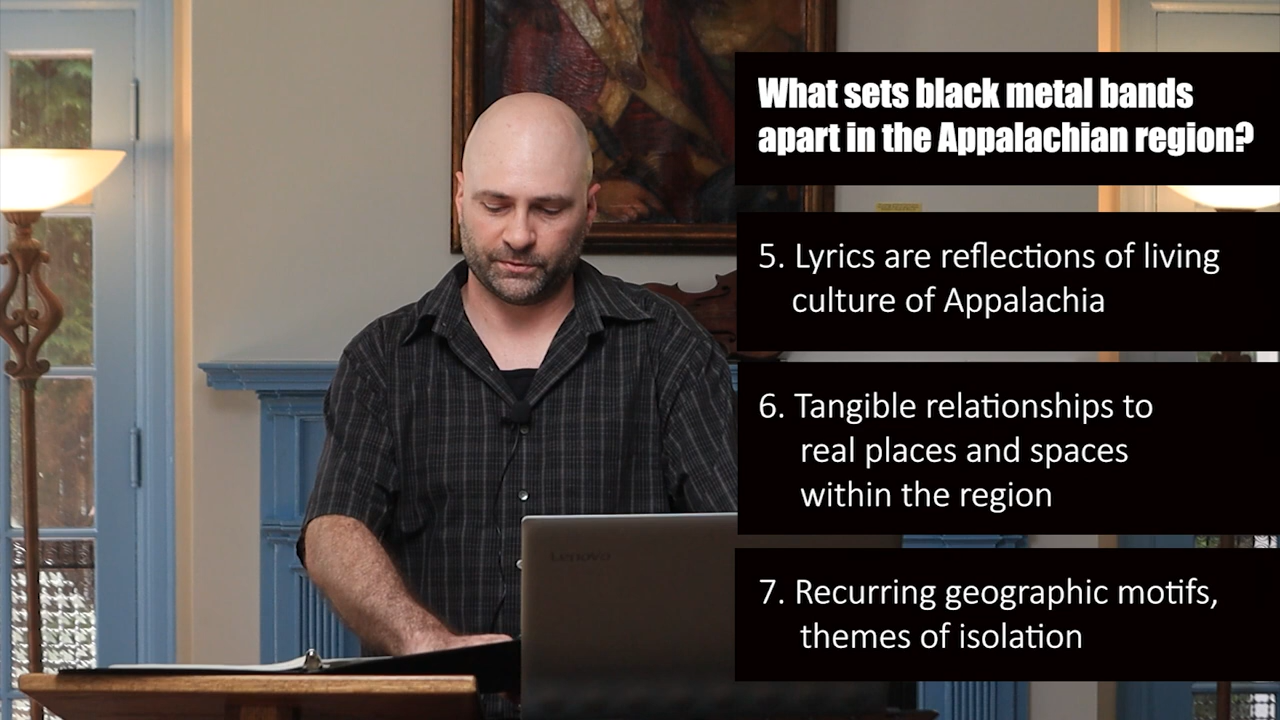 What sets black metal bands
apart in the Appalachian region?
5. Lyrics are reflections of living
culture of Appalachia
6. Tangible relationships to
real places and spaces
within the region
7. Recurring geographic motifs,
themes of isolation
Lenovo